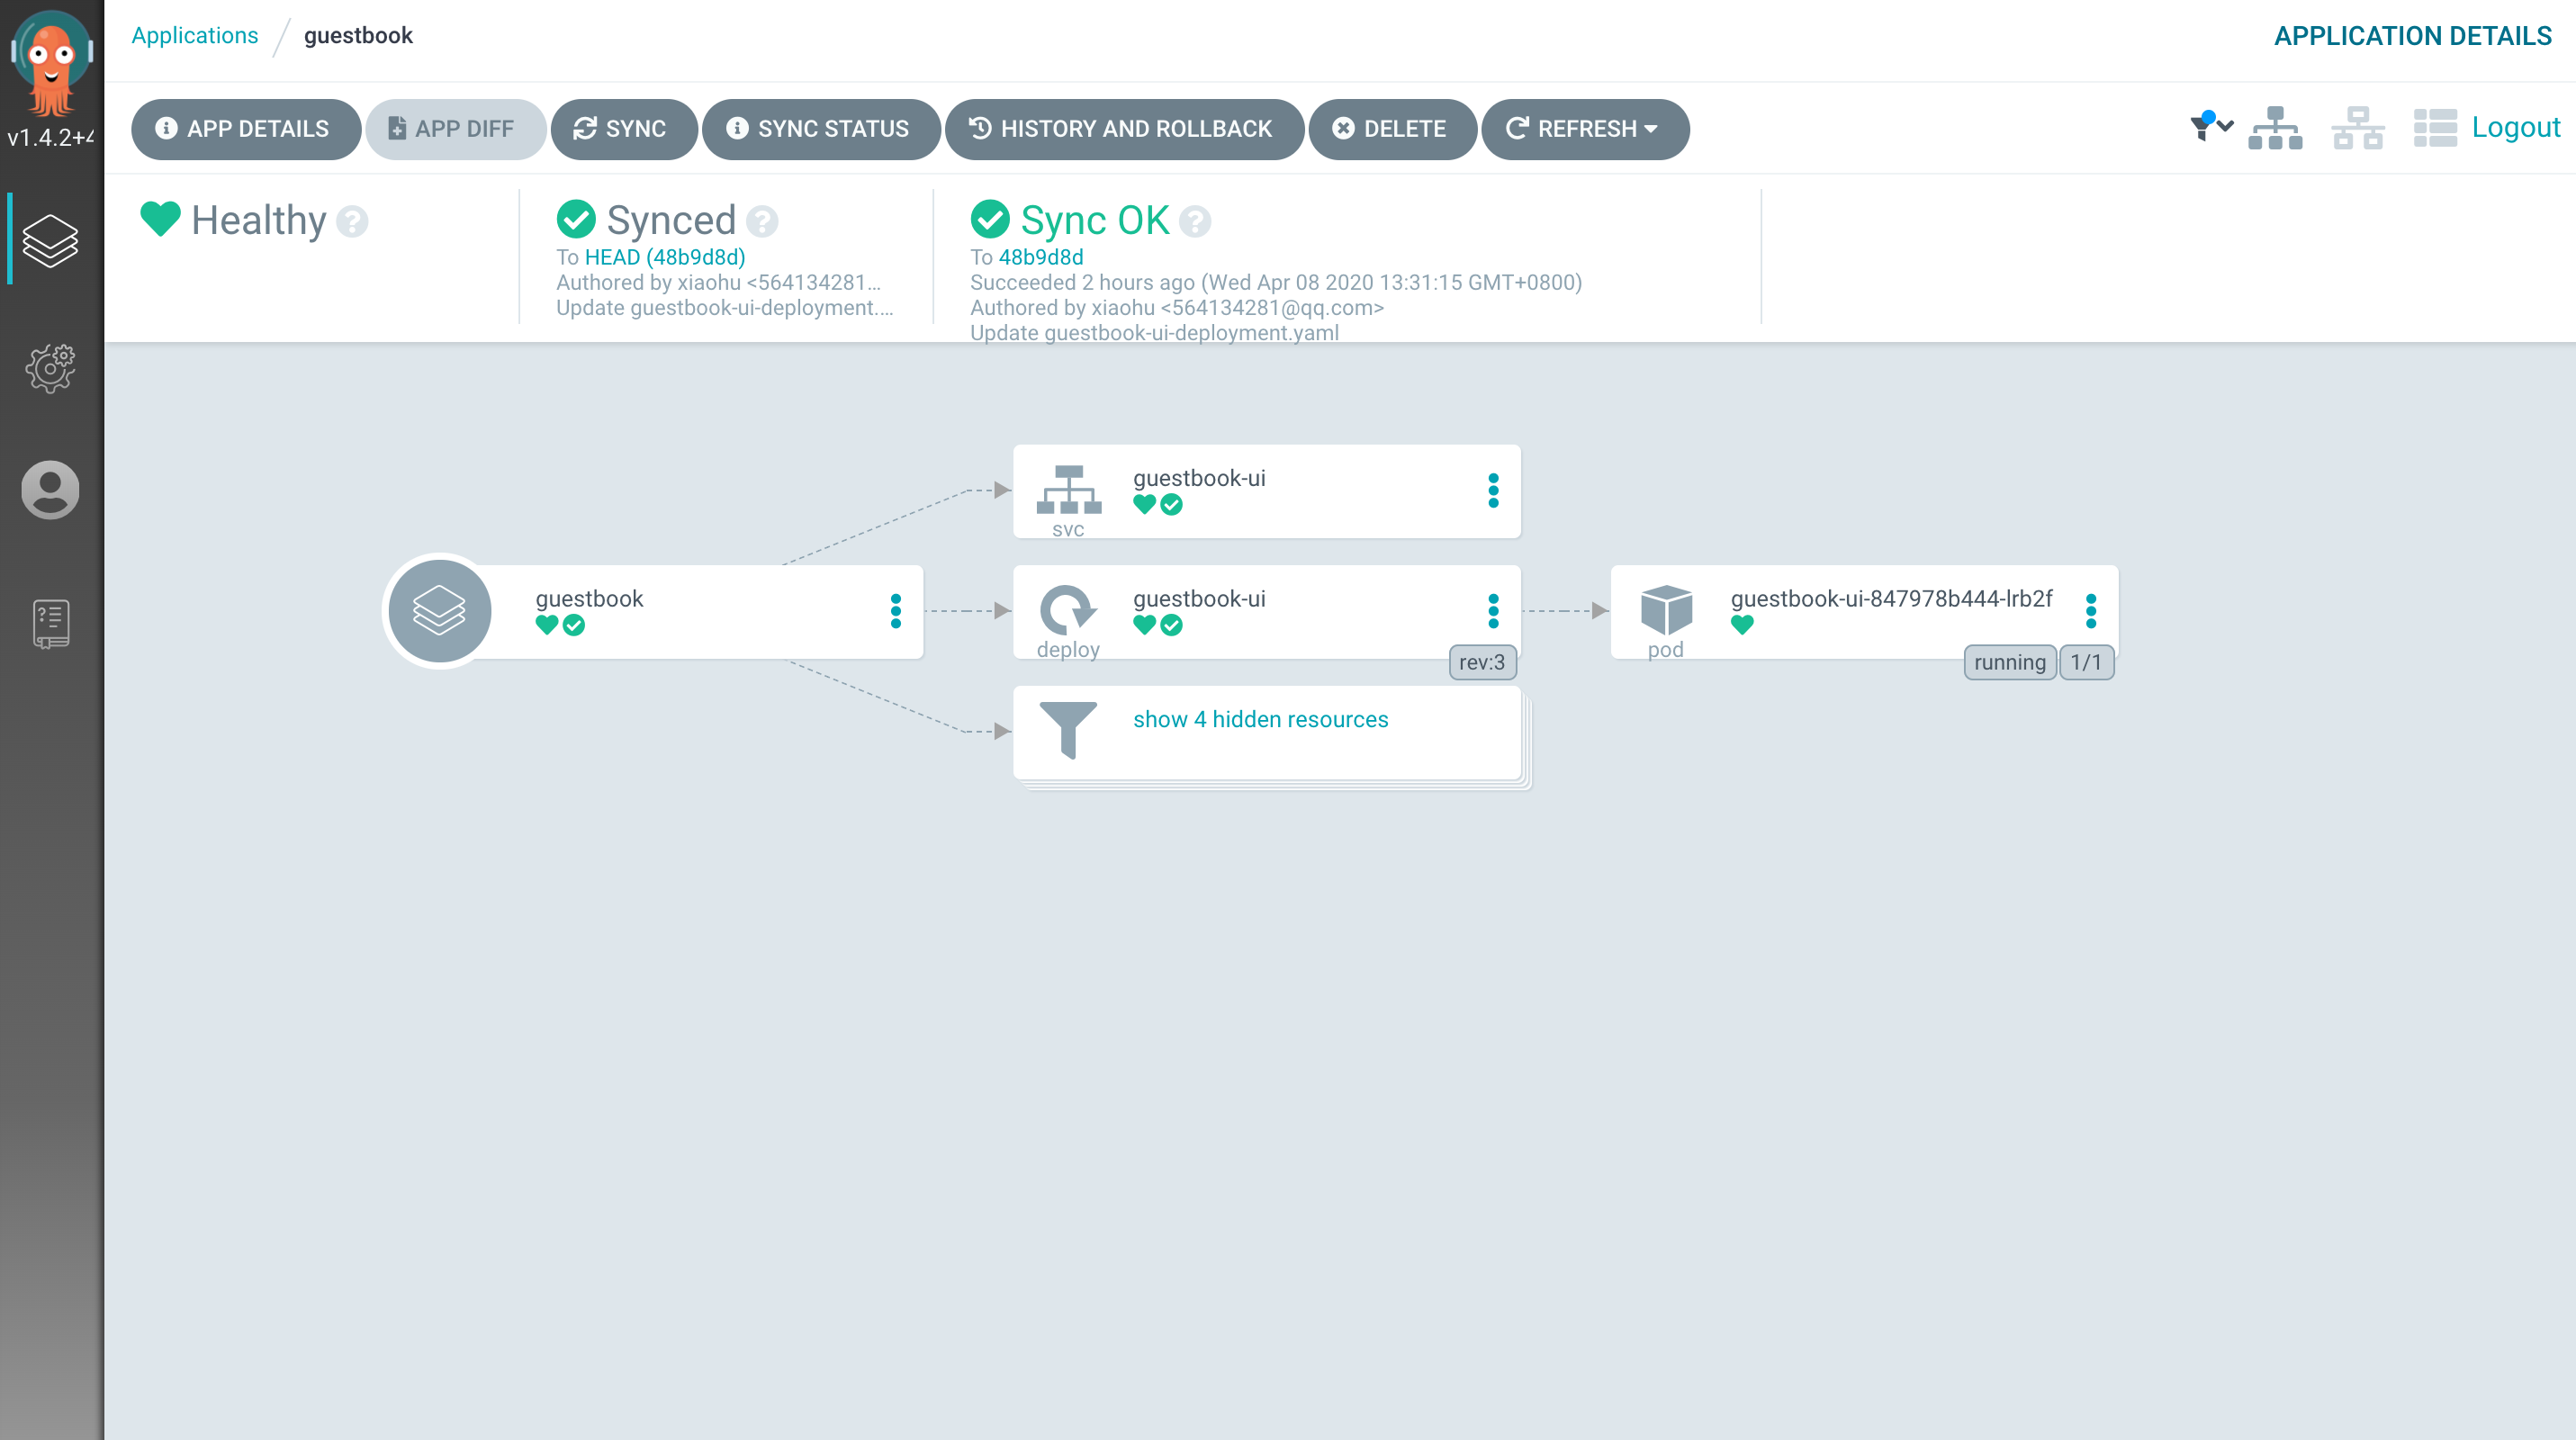 Applications / guestbook
APPLICATION DETAILS
v1.4.2+4
APP DETAILS
APP DIFF
SYNC
SYNC STATUS
HISTORY AND ROLLBACK
DELETE
REFRESH
Logout
Healthy ?
Synced ?
To HEAD (48b9d8d)
Authored by xiaohu <564134281...
Update guestbook-ui-deployment....
Sync OK ?
To 48b9d8d
Succeeded 2 hours ago (Wed Apr 08 2020 13:31:15 GMT+0800)
Authored by xiaohu <564134281@qq.com>
Update guestbook-ui-deployment.yaml
guestbook-ui
svc
guestbook
guestbook-ui
deploy
rev:3
guestbook-ui-847978b444-lrb2f
pod
running
1/1
show 4 hidden resources